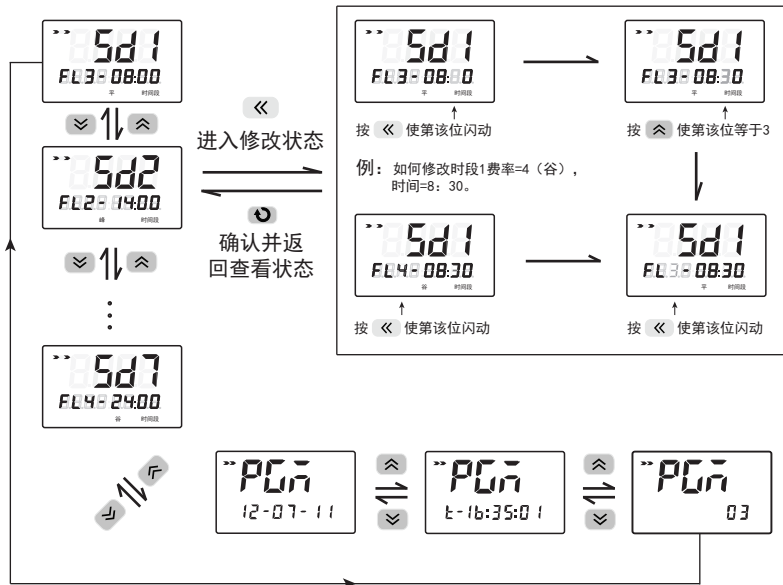 Sd1
FL3-08:00
平 时间段
Sd2
FL2-14:00
峰 时间段
Sd7
FL4-24:00
谷 时间段
进入修改状态
确认并返
回查看状态
Sd1
FL3-08:0
平 时间段
按 使第该位闪动
Sd1
FL3-08:30
平 时间段
按 使第该位等于3
例：如何修改时段1费率=4（谷），
时间=8：30。
Sd1
FL4-08:30
谷 时间段
按 使第该位闪动
Sd1
FL3-08:30
平 时间段
按 使第该位闪动
PGm
12-07-11
PGm
t-16:35:01
PGm
03